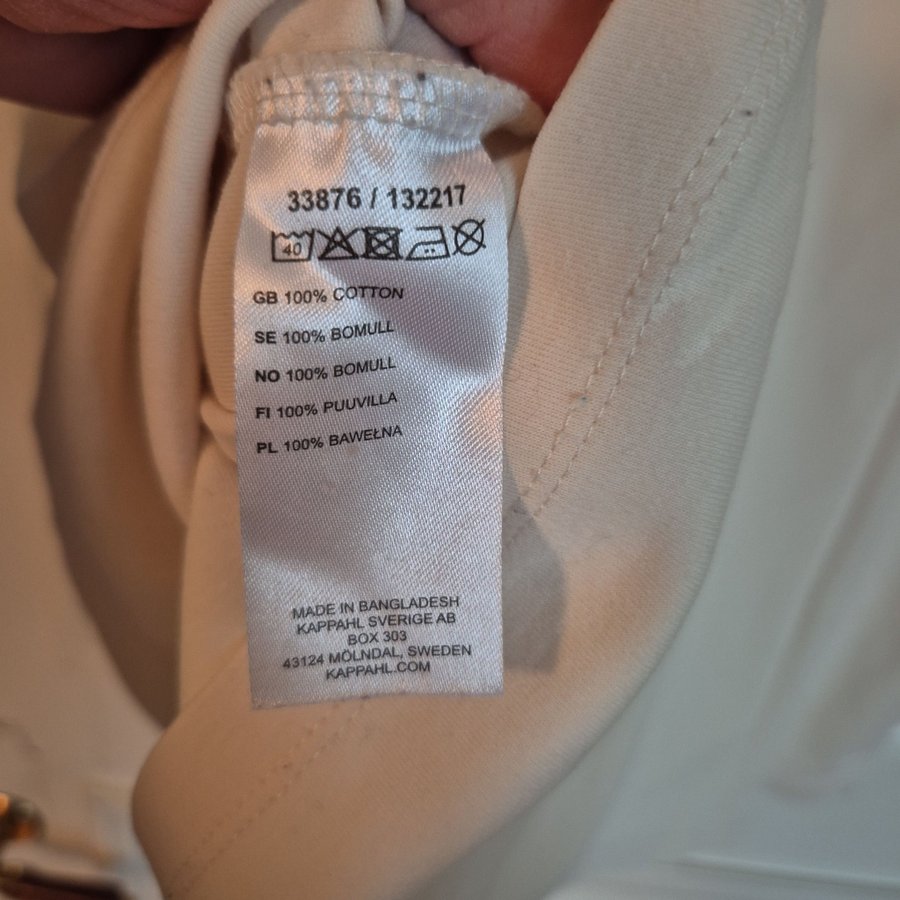 33876 / 132217
40
GB 100% COTTON
SE 100% BOMULL
NO 100% BOMULL
FI 100% PUUVILLA
PL 100% BAWEŁNA
MADE IN BANGLADESH
KAPPAHL SVERIGE AB
BOX 303
43124 MÖLNDAL, SWEDEN
KAPPAHL.COM